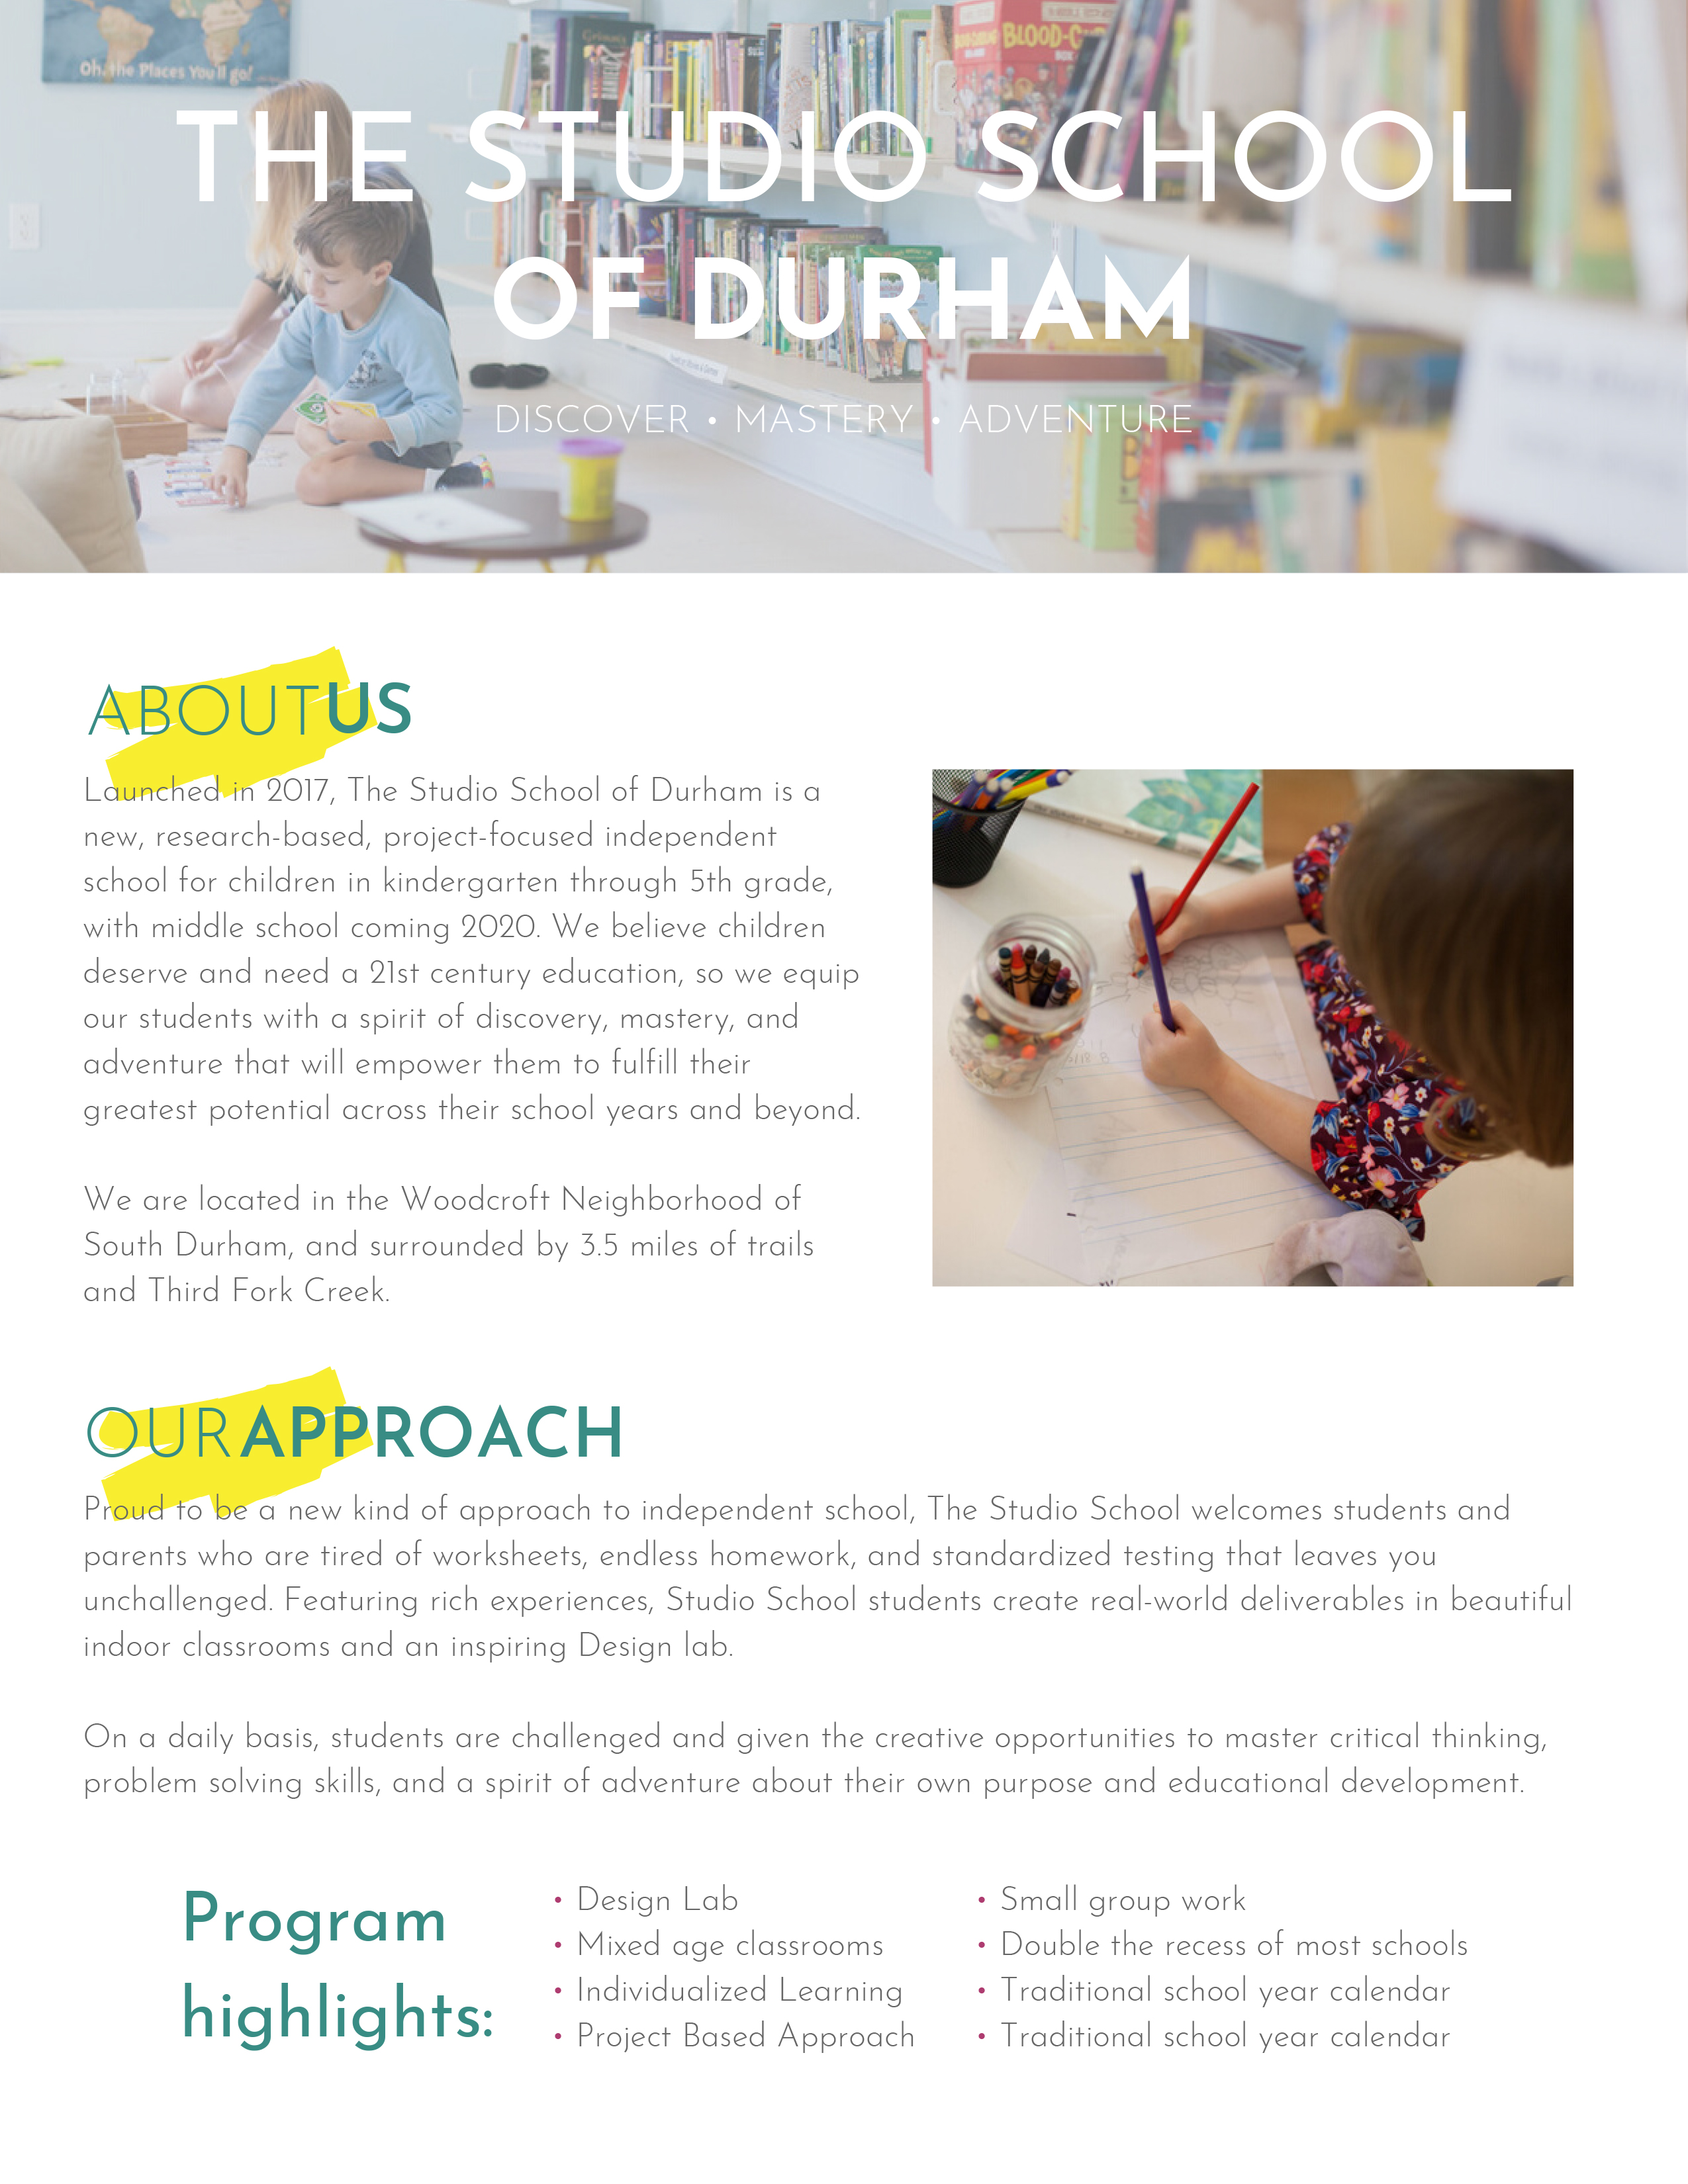 Oh, the Places You'll go!
BLOOD-C
THE STUDIO SCHOOL
OF DURHAM
DISCOVER • MASTERY • ADVENTURE
ABOUT US
Launched in 2017, The Studio School of Durham is a
new, research-based, project-focused independent
school for children in kindergarten through 5th grade,
with middle school coming 2020. We believe children
deserve and need a 21st century education, so we equip
our students with a spirit of discovery, mastery, and
adventure that will empower them to fulfill their
greatest potential across their school years and beyond.
We are located in the Woodcroft Neighborhood of
South Durham, and surrounded by 3.5 miles of trails
and Third Fork Creek.
OUR APPROACH
Proud to be a new kind of approach to independent school, The Studio School welcomes students and
parents who are tired of worksheets, endless homework, and standardized testing that leaves you
unchallenged. Featuring rich experiences, Studio School students create real-world deliverables in beautiful
indoor classrooms and an inspiring Design lab.
On a daily basis, students are challenged and given the creative opportunities to master critical thinking,
problem solving skills, and a spirit of adventure about their own purpose and educational development.
Program
highlights:
• Design Lab
• Mixed age classrooms
• Individualized Learning
• Project Based Approach
• Small group work
• Double the recess of most schools
• Traditional school year calendar
• Traditional school year calendar